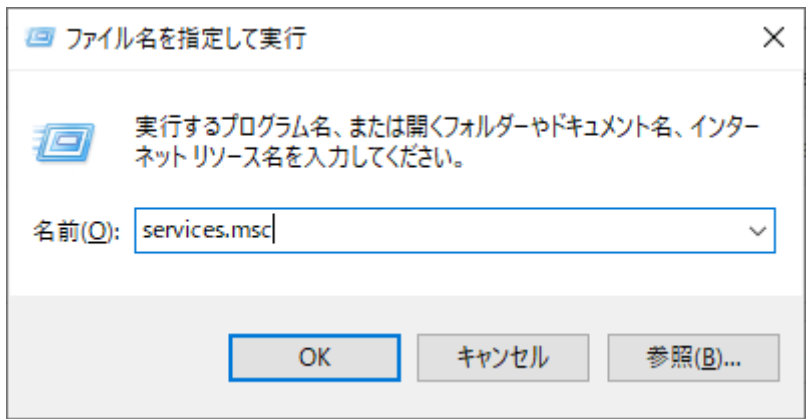 ファイル名を指定して実行
実行するプログラム名、または開くフォルダーやドキュメント名、インター
ネット リソース名を入力してください。
名前(O): services.msc
OK キャンセル 参照(B)...